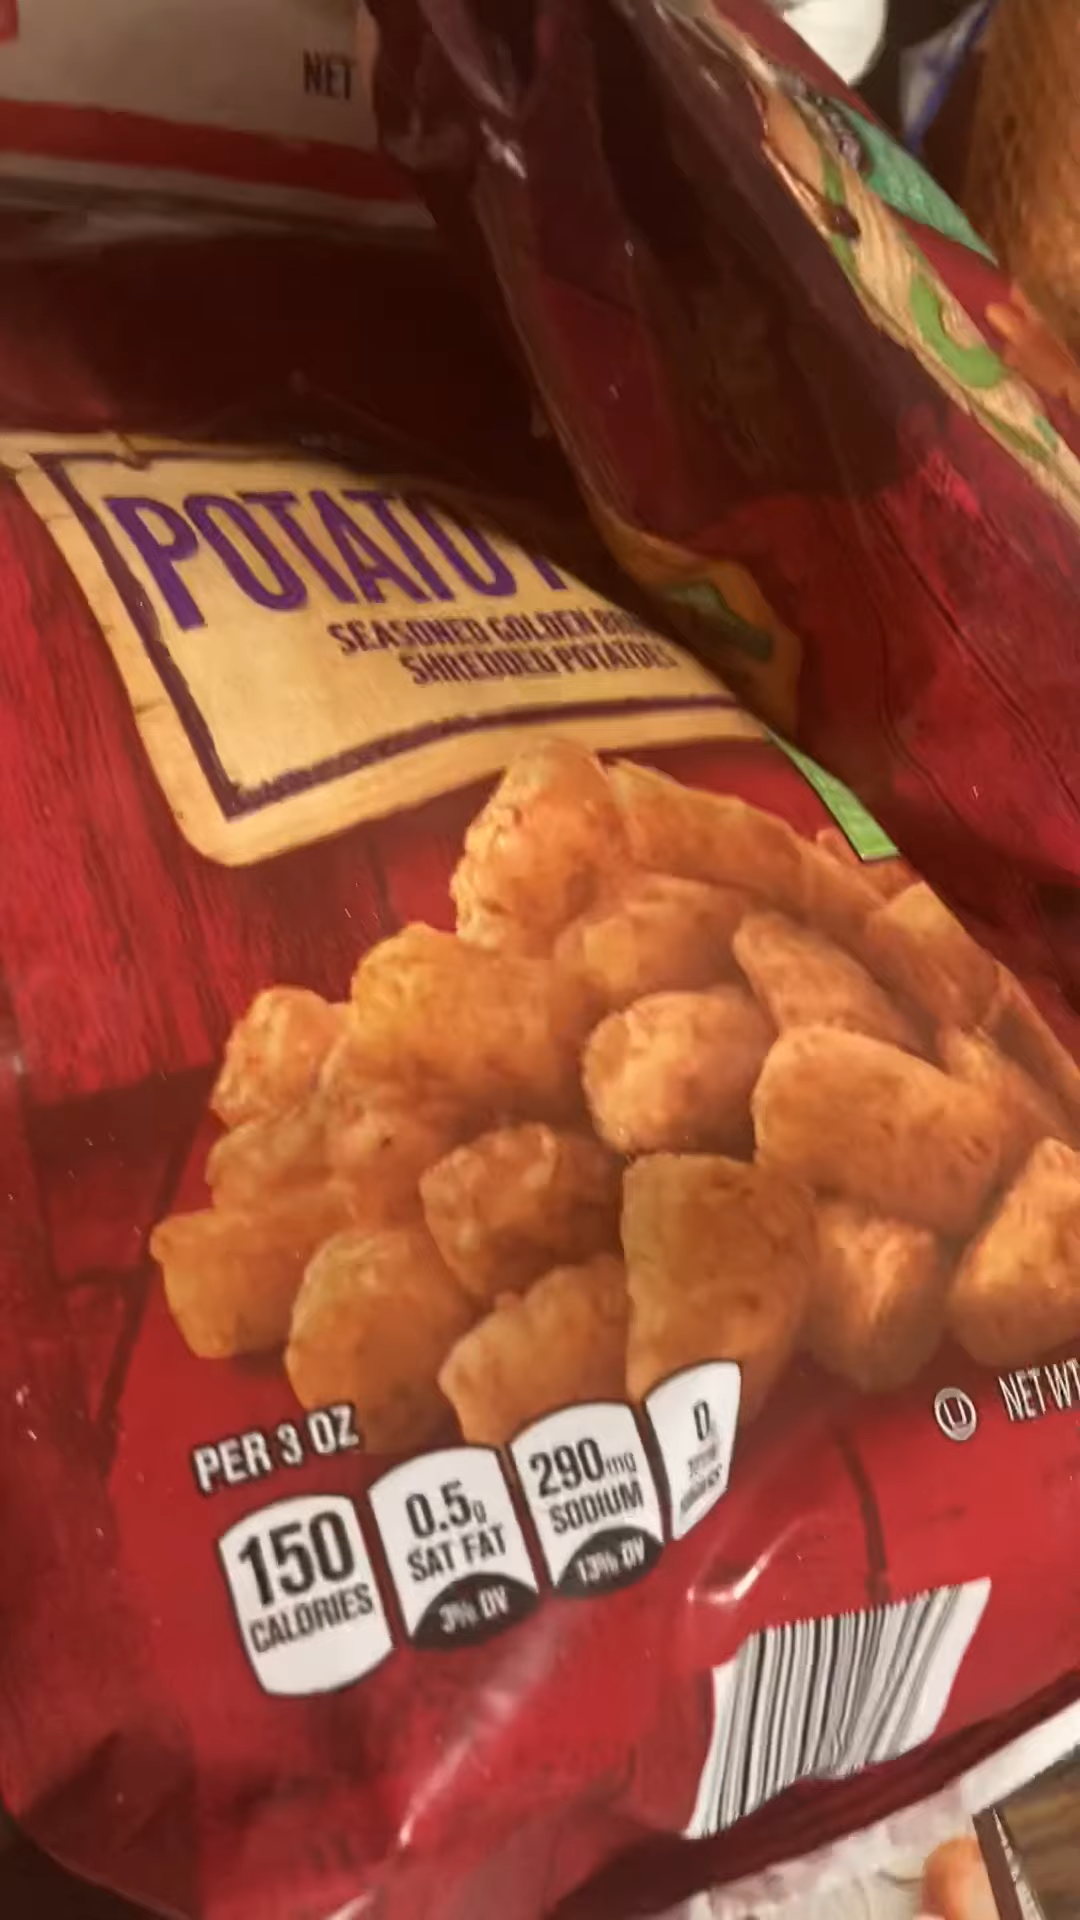 NET
POTATO
SEASONED GOLDEN
SHREDDED POTATOES
PER 3 OZ
150
CALORIES
0.5g
SAT FAT
3% DV
290mg
SODIUM
13% DV
0
U
NET WT